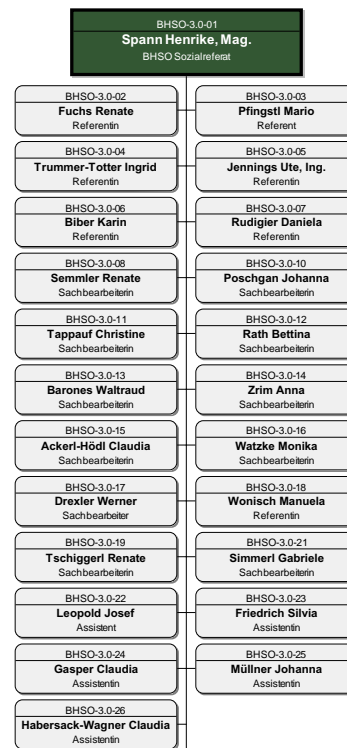 BHSO-3.0-01
Spann Henrike, Mag.
BHSO Sozialreferat
BHSO-3.0-02
Fuchs Renate
Referentin
BHSO-3.0-03
Pfingstl Mario
Referent
BHSO-3.0-04
Trummer-Totter Ingrid
Referentin
BHSO-3.0-05
Jennings Ute, Ing.
Referentin
BHSO-3.0-06
Biber Karin
Referentin
BHSO-3.0-07
Rudigier Daniela
Referentin
BHSO-3.0-08
Semmler Renate
Sachbearbeiterin
BHSO-3.0-10
Poschgan Johanna
Sachbearbeiterin
BHSO-3.0-11
Tappauf Christine
Sachbearbeiterin
BHSO-3.0-12
Rath Bettina
Sachbearbeiterin
BHSO-3.0-13
Barones Waltraud
Sachbearbeiterin
BHSO-3.0-14
Zrim Anna
Sachbearbeiterin
BHSO-3.0-15
Ackerl-Hödl Claudia
Sachbearbeiterin
BHSO-3.0-16
Watzke Monika
Sachbearbeiterin
BHSO-3.0-17
Drexler Werner
Sachbearbeiter
BHSO-3.0-18
Wonisch Manuela
Referentin
BHSO-3.0-19
Tschiggerl Renate
Sachbearbeiterin
BHSO-3.0-21
Simmerl Gabriele
Sachbearbeiterin
BHSO-3.0-22
Leopold Josef
Assistent
BHSO-3.0-23
Friedrich Silvia
Assistentin
BHSO-3.0-24
Gasper Claudia
Assistentin
BHSO-3.0-25
Müllner Johanna
Assistentin
BHSO-3.0-26
Habersack-Wagner Claudia
Assistentin